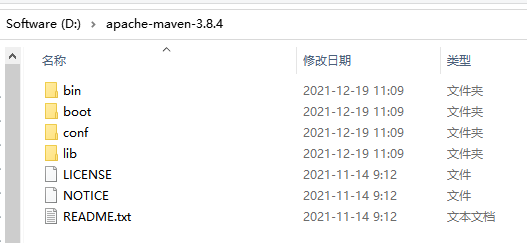 Software (D:) › apache-maven-3.8.4
名称 修改日期 类型
bin 2021-12-19 11:09 文件夹
boot 2021-12-19 11:09 文件夹
conf 2021-12-19 11:09 文件夹
lib 2021-12-19 11:09 文件夹
LICENSE 2021-11-14 9:12 文件
NOTICE 2021-11-14 9:12 文件
README.txt 2021-11-14 9:12 文本文档